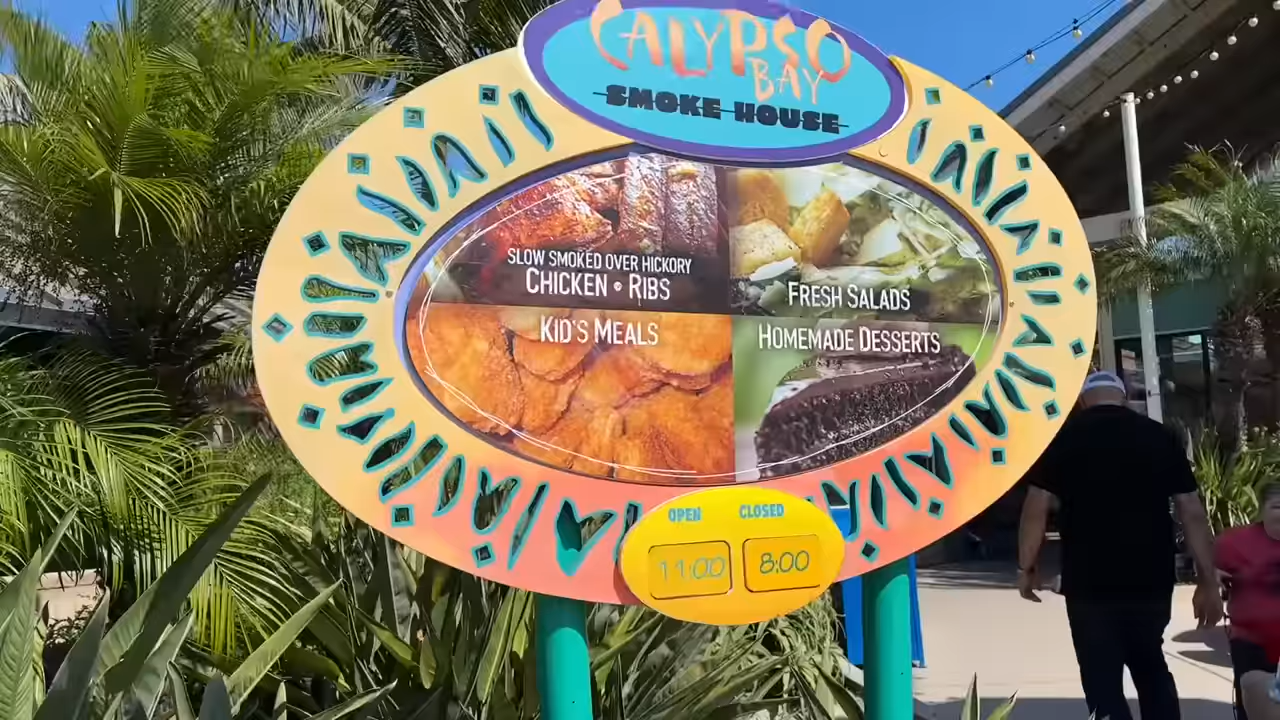 CALYPSO
BAY
SMOKE HOUSE
SLOW SMOKED OVER HICKORY
CHICKEN • RIBS
FRESH SALADS
KID'S MEALS
HOMEMADE DESSERTS
OPEN CLOSED
11:00 8:00